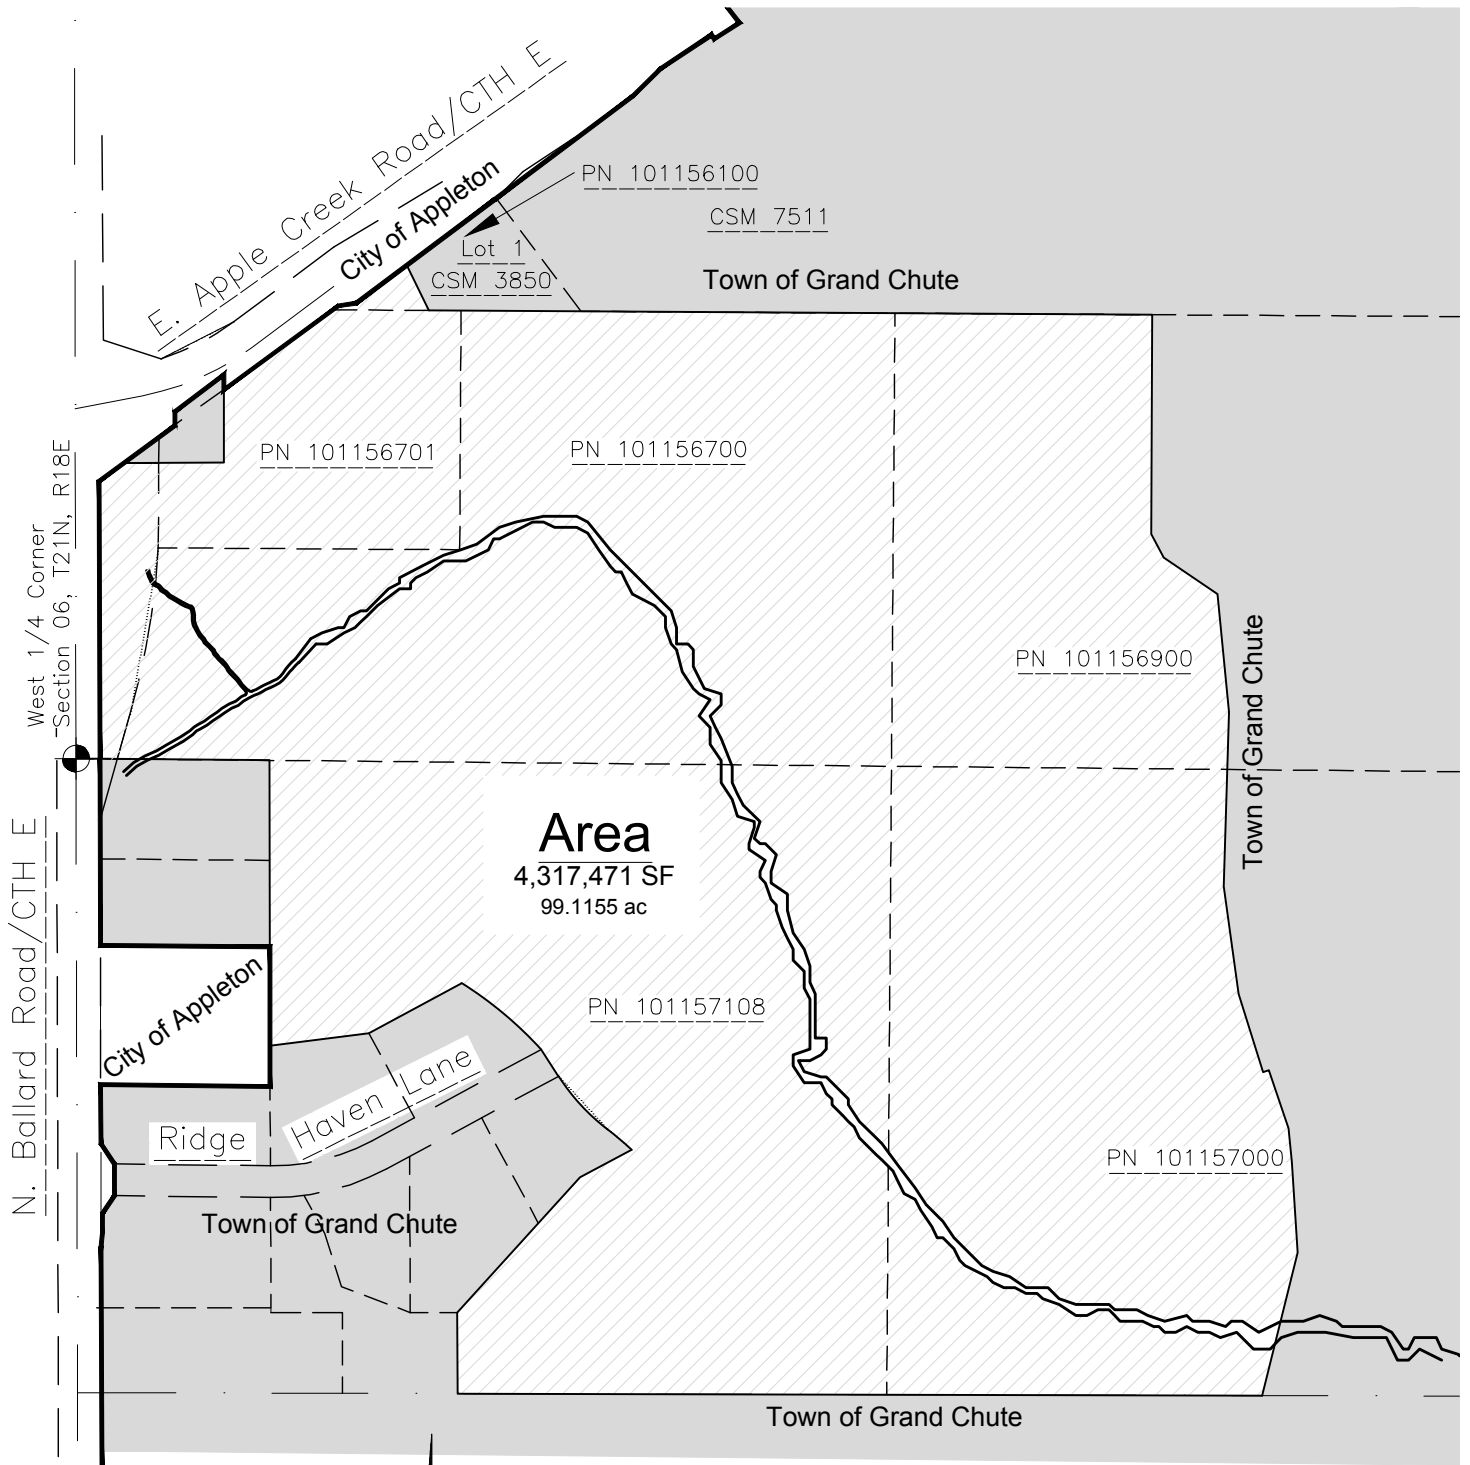 E. Apple Creek Road/CTH E
City of Appleton
PN 101156100
CSM 7511
Lot 1
CSM 3850
Town of Grand Chute
PN 101156701
PN 101156700
West 1/4 Corner
Section 06, T21N, R18E
PN 101156900
Town of Grand Chute
Area
4,317,471 SF
99.1155 ac
N. Ballard Road/CTH E
City of Appleton
PN 101157108
Ridge Haven Lane
PN 101157000
Town of Grand Chute
Town of Grand Chute